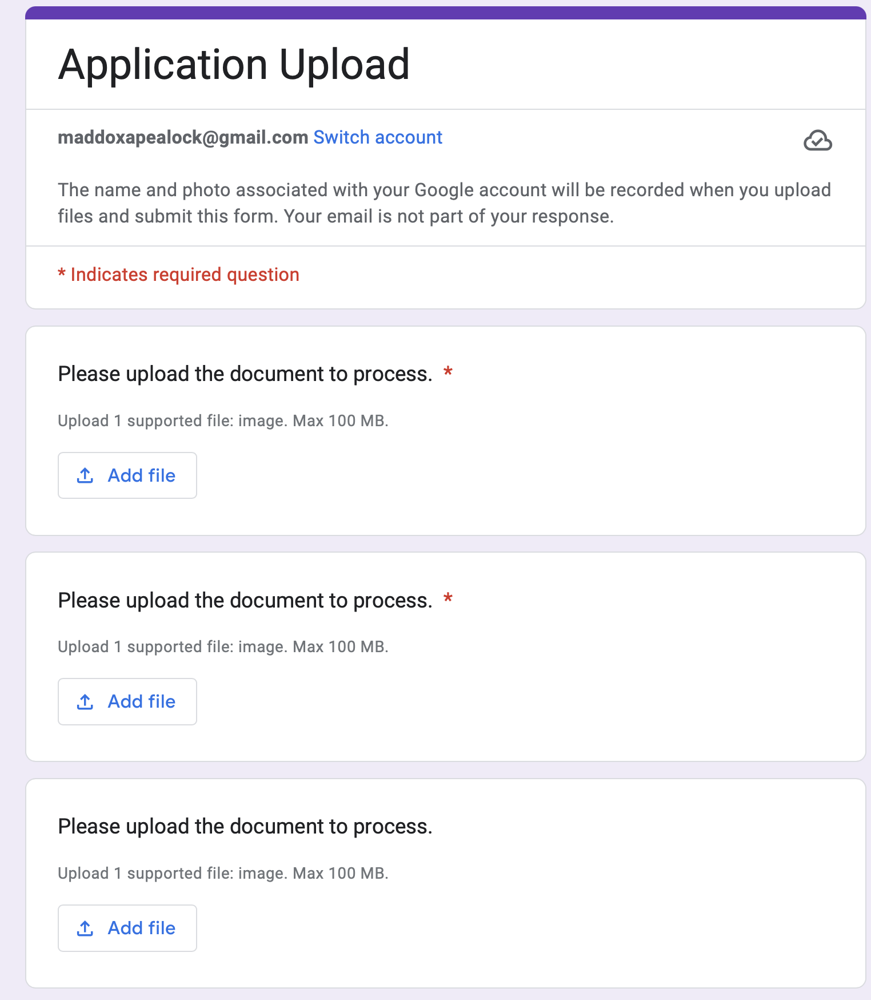 Application Upload
maddoxapealock@gmail.com Switch account
The name and photo associated with your Google account will be recorded when you upload
files and submit this form. Your email is not part of your response.
* Indicates required question
Please upload the document to process. *
Upload 1 supported file: image. Max 100 MB.
Add file
Please upload the document to process. *
Upload 1 supported file: image. Max 100 MB.
Add file
Please upload the document to process.
Upload 1 supported file: image. Max 100 MB.
Add file